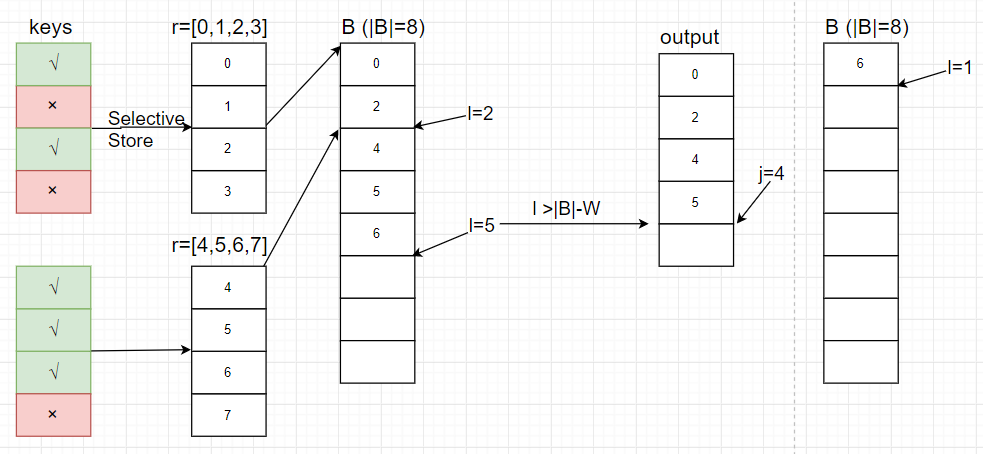 keys
√
×
√
×
Selective
Store
√
√
√
×
r=[0,1,2,3]
0
1
2
3
r=[4,5,6,7]
4
5
6
7
B (|B|=8)
0
2
4
5
6
l=2
l=5
l >|B|-W
output
0
2
4
5
j=4
B (|B|=8)
6
l=1